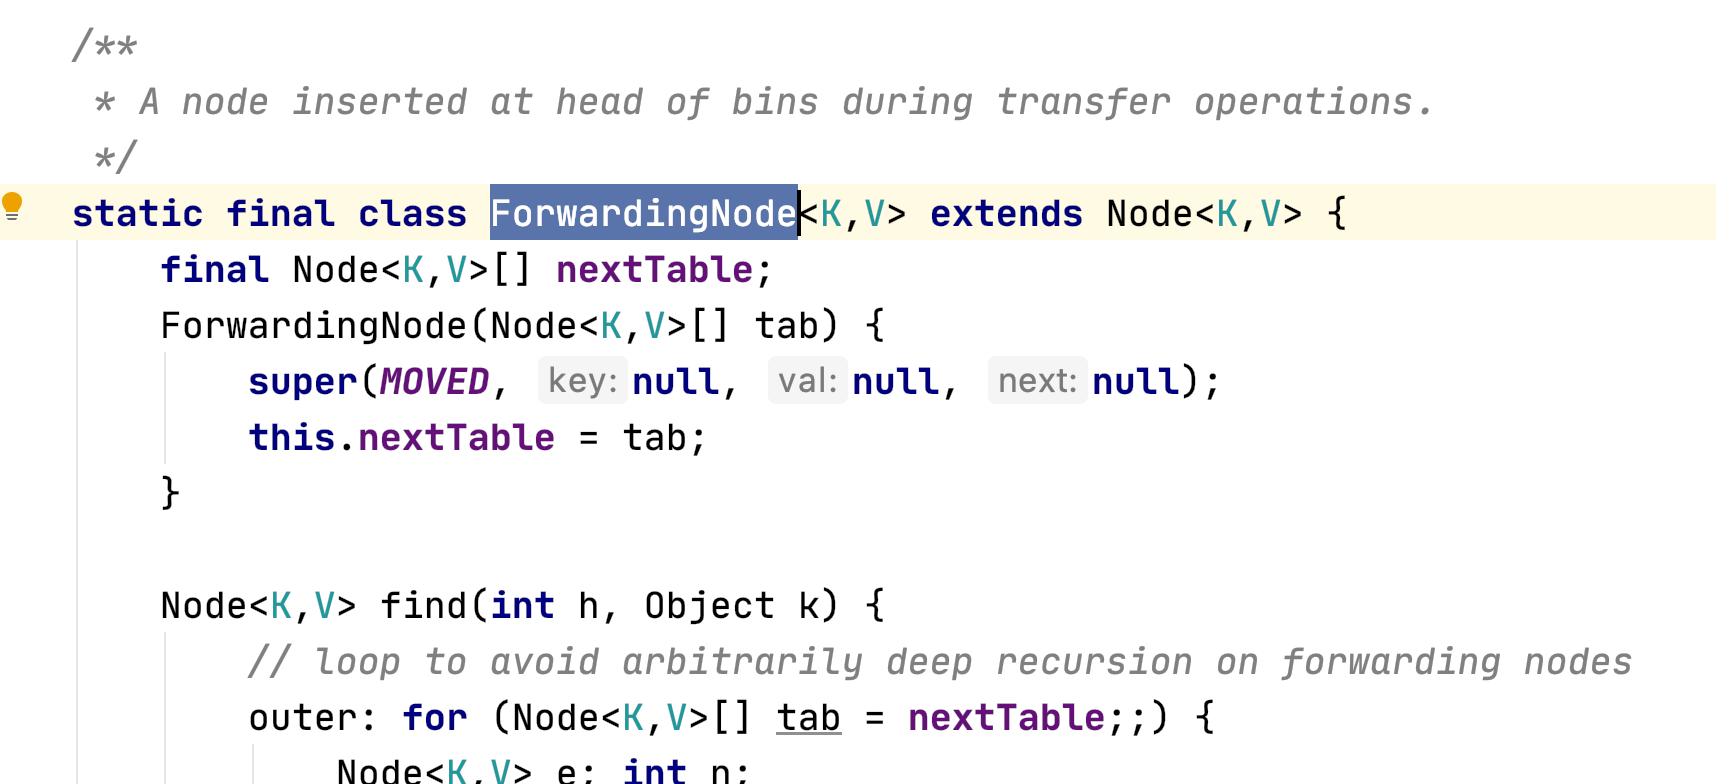 /**
 * A node inserted at head of bins during transfer operations.
 */
static final class ForwardingNode<K,V> extends Node<K,V> {
    final Node<K,V>[] nextTable;
    ForwardingNode(Node<K,V>[] tab) {
        super(MOVED, key: null, val: null, next: null);
        this.nextTable = tab;
    }

    Node<K,V> find(int h, Object k) {
        // loop to avoid arbitrarily deep recursion on forwarding nodes
        outer: for (Node<K,V>[] tab = nextTable;;) {
            Node<K,V> e; int n;